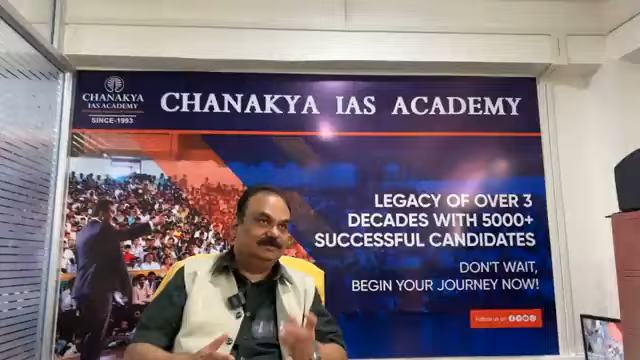 CHANAKYA
IAS ACADEMY
SINCE-1993
CHANAKYA IAS ACADEMY
LEGACY OF OVER 3
DECADES WITH 5000+
SUCCESSFUL CANDIDATES
DON'T WAIT,
BEGIN YOUR JOURNEY NOW!
Follow us on